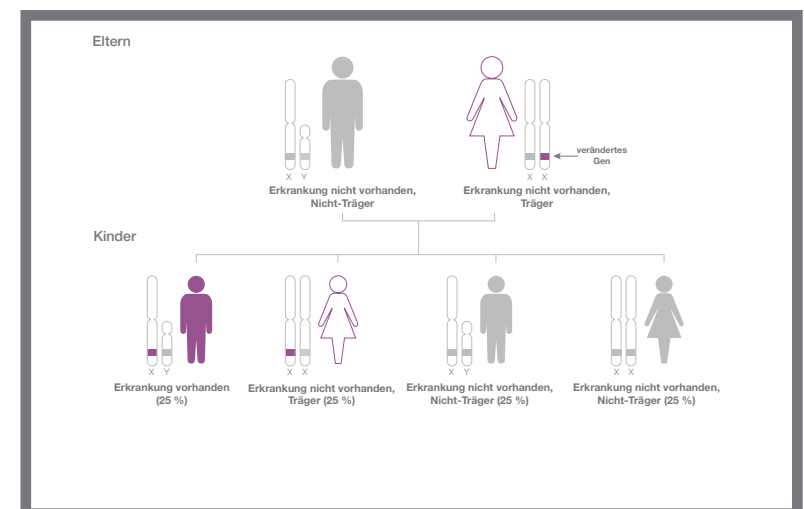 Eltern
verändertes
Gen
X Y
X X
Erkrankung nicht vorhanden,
Nicht-Träger
Erkrankung nicht vorhanden,
Träger
Kinder
X Y
X X
X Y
X X
Erkrankung vorhanden
(25 %)
Erkrankung nicht vorhanden,
Träger (25 %)
Erkrankung nicht vorhanden,
Nicht-Träger (25 %)
Erkrankung nicht vorhanden,
Nicht-Träger (25 %)